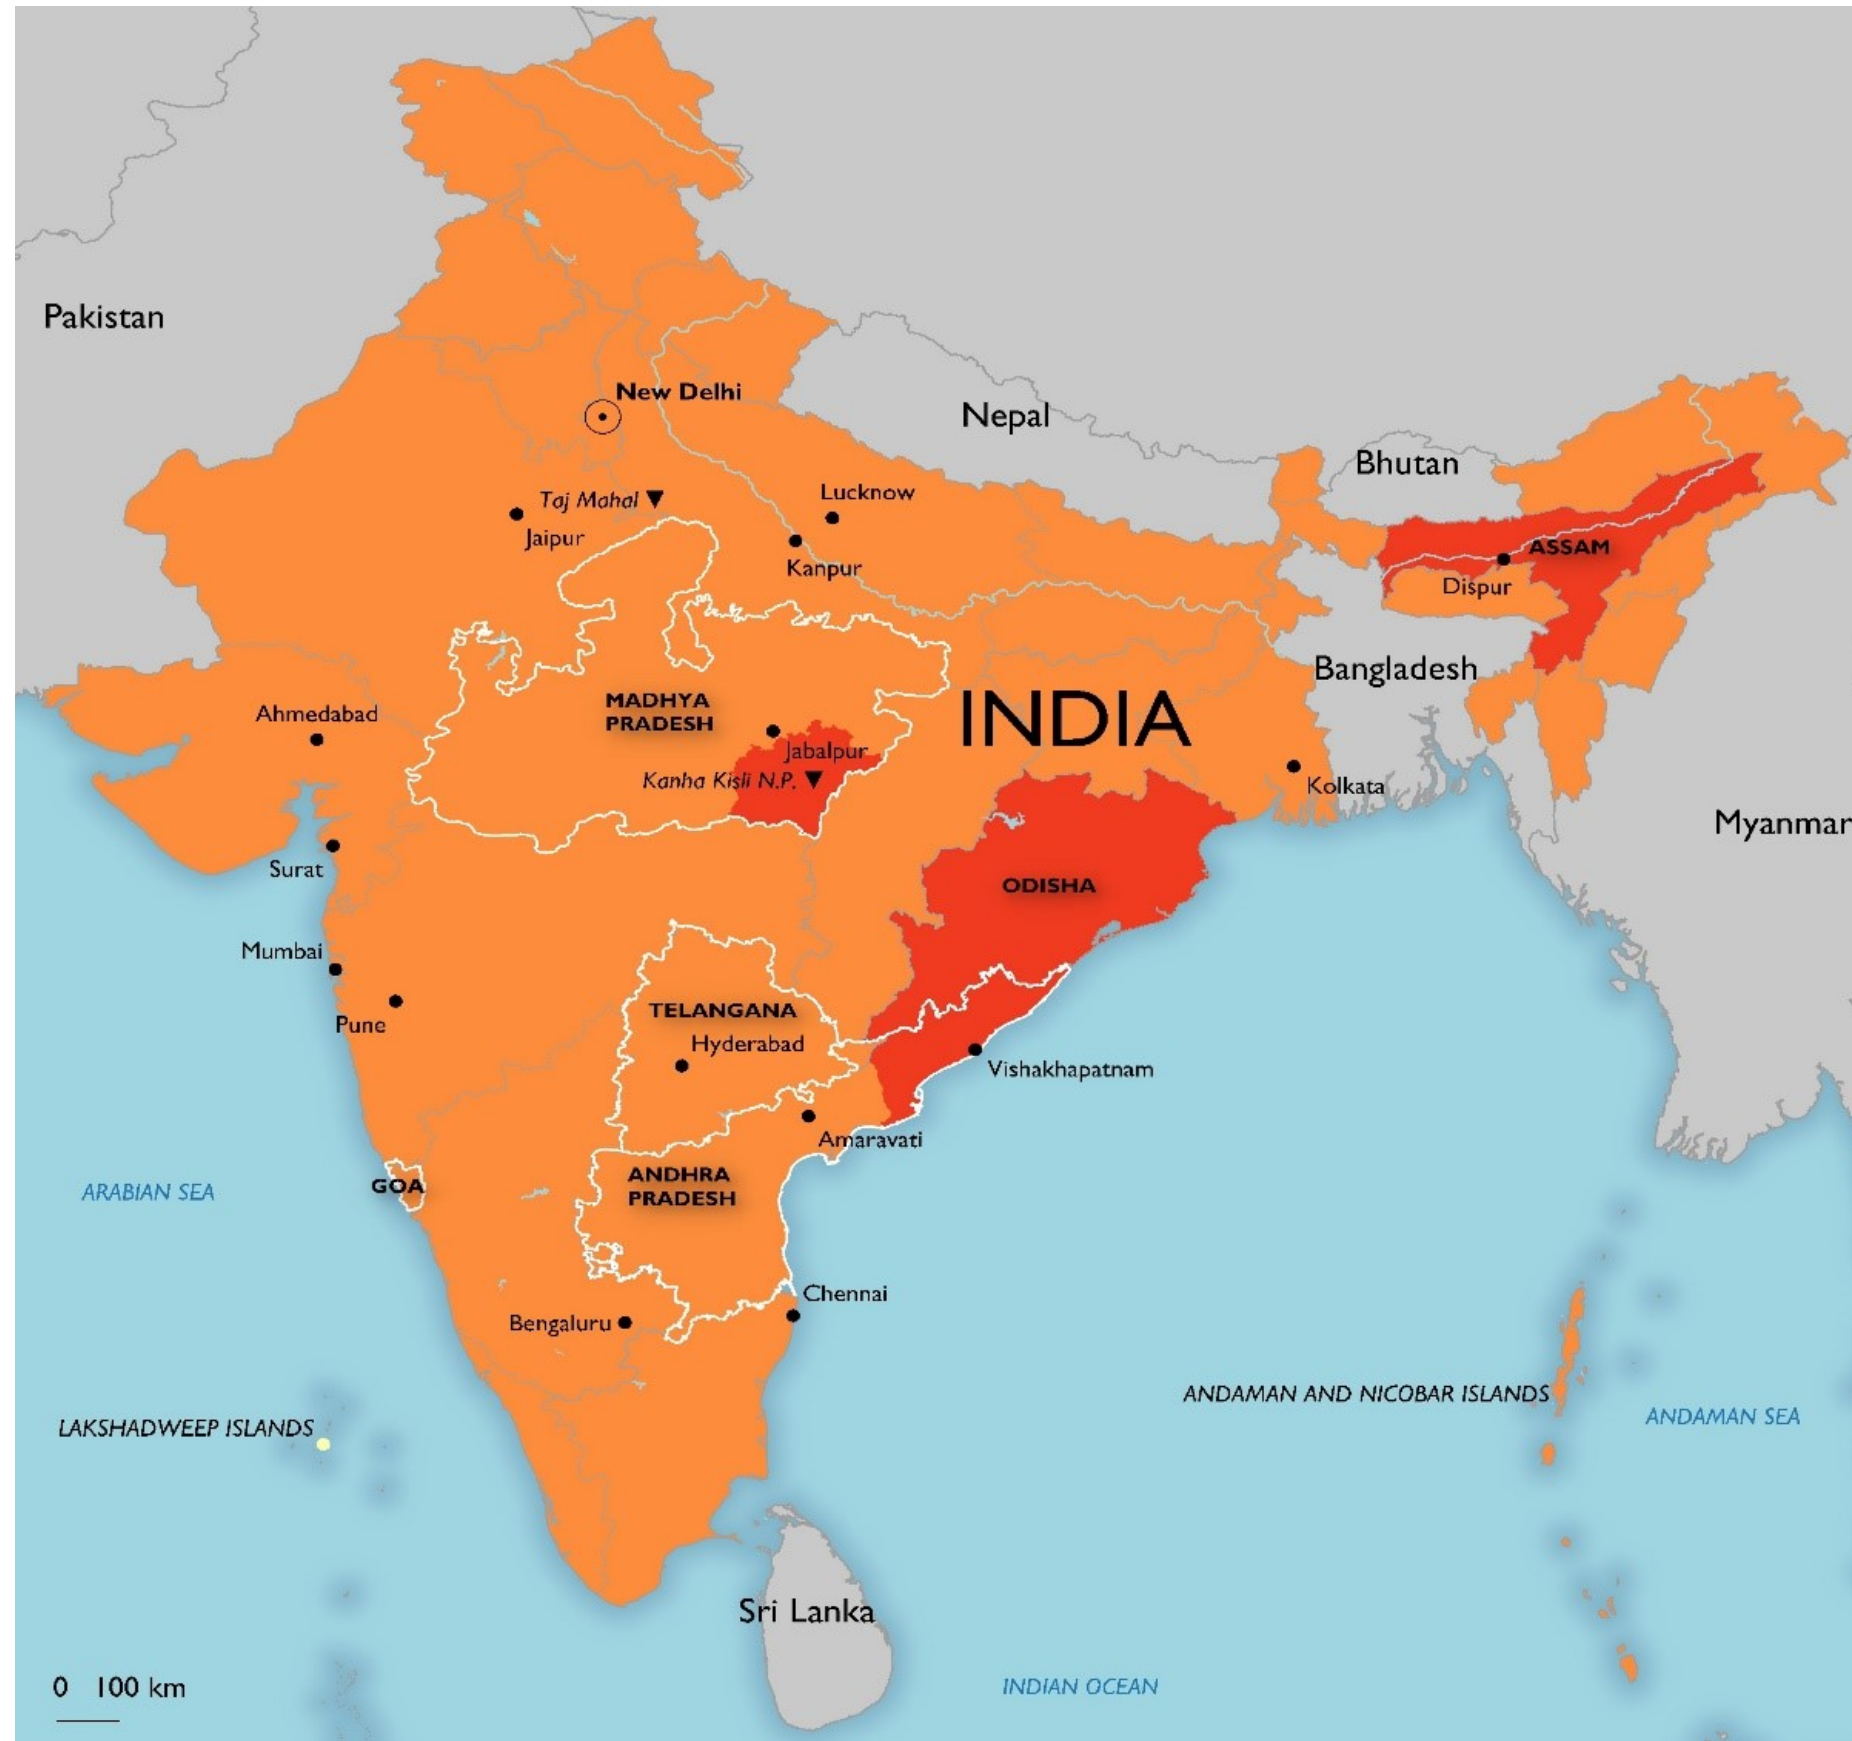 Pakistan
New Delhi
Nepal
Bhutan
Taj Mahal
Lucknow
Jaipur
Kanpur
ASSAM
Dispur
Bangladesh
MADHYA
PRADESH
INDIA
Ahmedabad
Jabalpur
Kanha Kisli N.P.
Kolkata
Myanmar
Surat
ODISHA
Mumbai
TELANGANA
Pune
Hyderabad
Vishakhapatnam
Amaravati
ANDHRA
PRADESH
GOA
ARABIAN SEA
Chennai
Bengaluru
ANDAMAN AND NICOBAR ISLANDS
ANDAMAN SEA
LAKSHADWEEP ISLANDS
Sri Lanka
INDIAN OCEAN
0 100 km